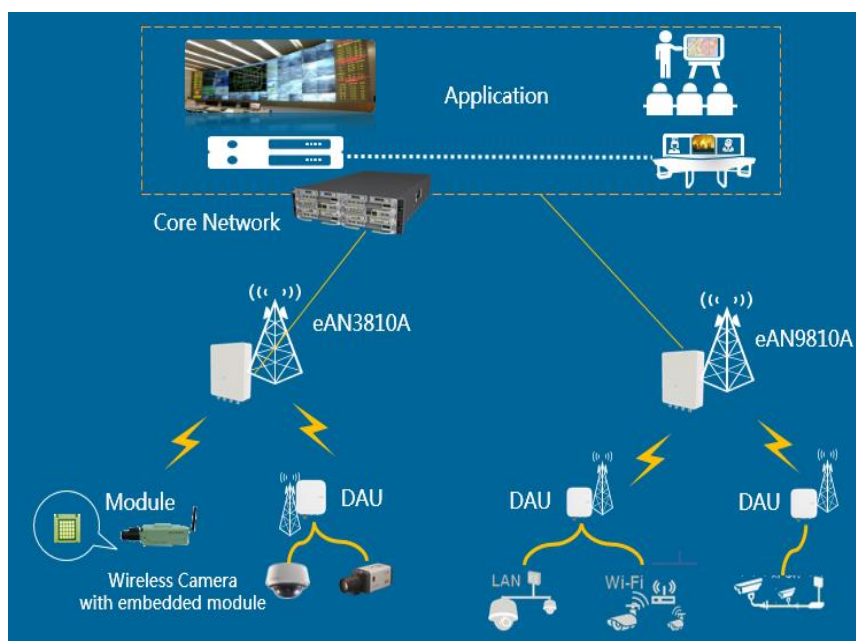 Application
Core Network
eAN3810A
eAN9810A
Module
DAU
DAU
DAU
Wireless Camera
with embedded module
LAN
Wi-Fi